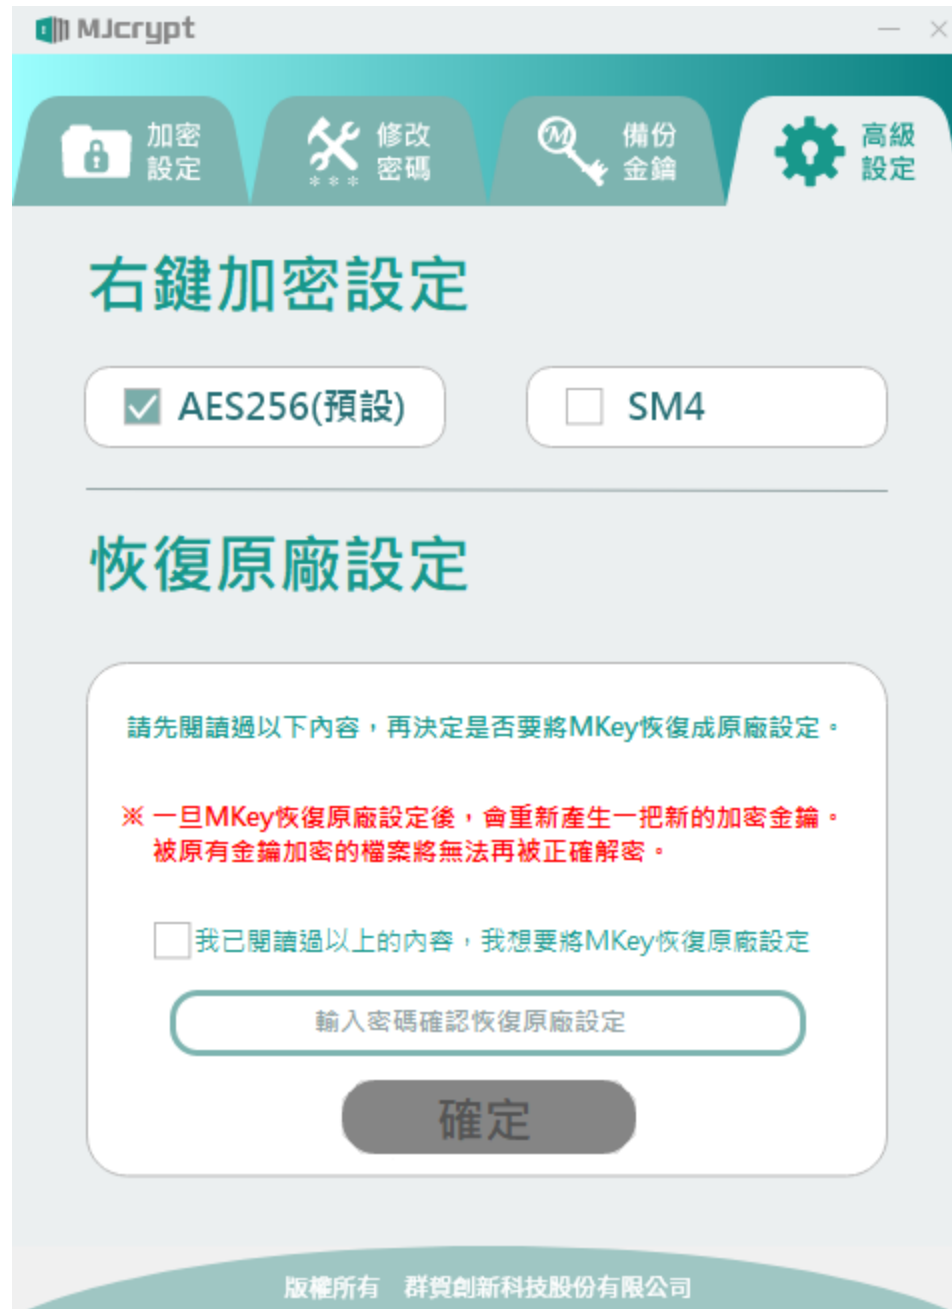 MJcrypt
加密
設定
修改
密碼
***
備份
金鑰
高級
設定
右鍵加密設定
AES256(預設)
SM4
恢復原廠設定
請先閱讀過以下內容，再決定是否要將MKey恢復成原廠設定。
※ 一旦MKey恢復原廠設定後，會重新產生一把新的加密金鑰。
被原有金鑰加密的檔案將無法再被正確解密。
我已閱讀過以上的內容，我想要將MKey恢復原廠設定
輸入密碼確認恢復原廠設定
確定
版權所有 群賀創新科技股份有限公司